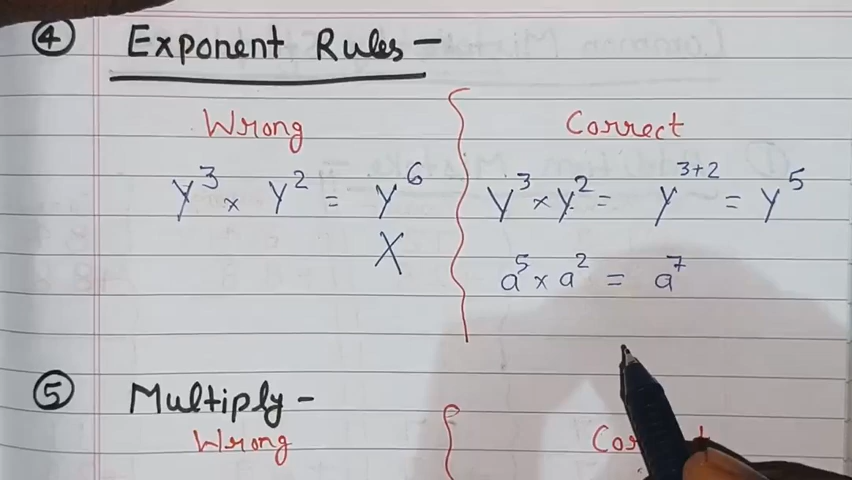 ④ Exponent Rules-
Wrong
Correct
y³ × y² = y⁶
X
y³ × y² = y³⁺² = y⁵
a⁵ × a² = a⁷
⑤ Multiply-
Wrong